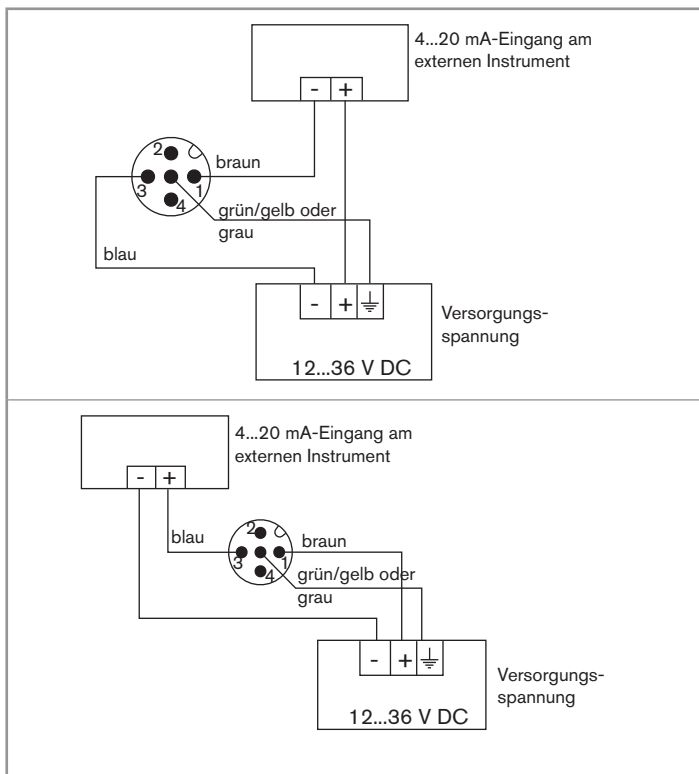 4...20 mA-Eingang am
externen Instrument
- +
2
braun
3 1
4
grün/gelb oder
grau
blau
- +
Versorgungs-
spannung
12...36 V DC
4...20 mA-Eingang am
externen Instrument
- +
blau
2
braun
3 1
4
grün/gelb oder
grau
- +
Versorgungs-
spannung
12...36 V DC